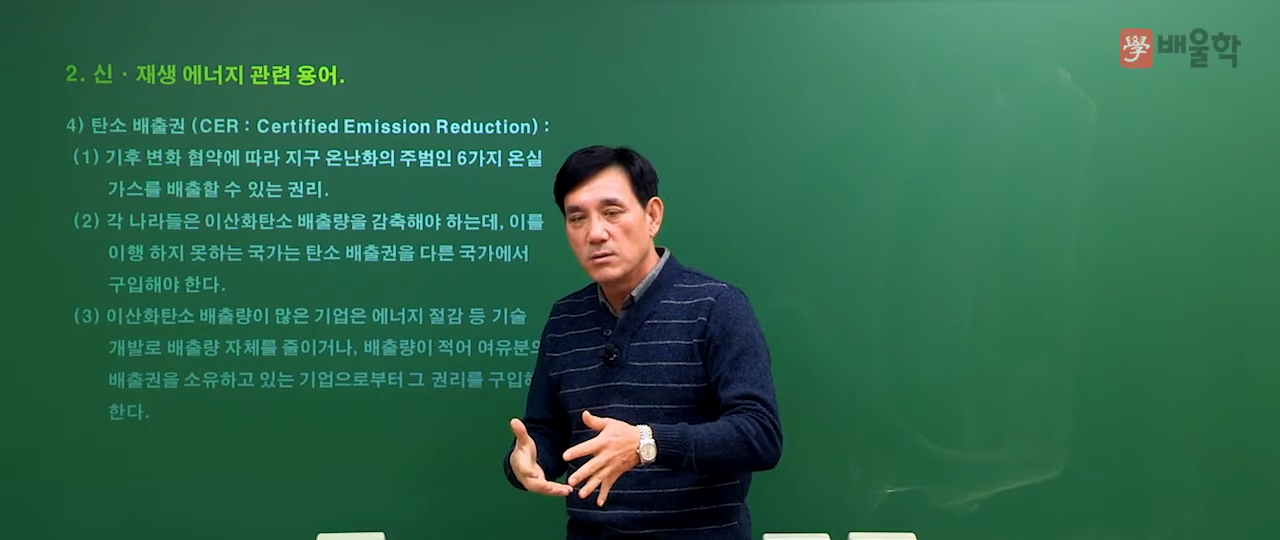 學 배울학
2. 신 · 재생 에너지 관련 용어.
4) 탄소 배출권 (CER : Certified Emission Reduction) :
(1) 기후 변화 협약에 따라 지구 온난화의 주범인 6가지 온실
가스를 배출할 수 있는 권리.
(2) 각 나라들은 이산화탄소 배출량을 감축해야 하는데, 이를
이행 하지 못하는 국가는 탄소 배출권을 다른 국가에서
구입해야 한다.
(3) 이산화탄소 배출량이 많은 기업은 에너지 절감 등 기술
개발로 배출량 자체를 줄이거나, 배출량이 적어
배출권을 소유하고 있는 기업으로부터 그 권리를
한다.